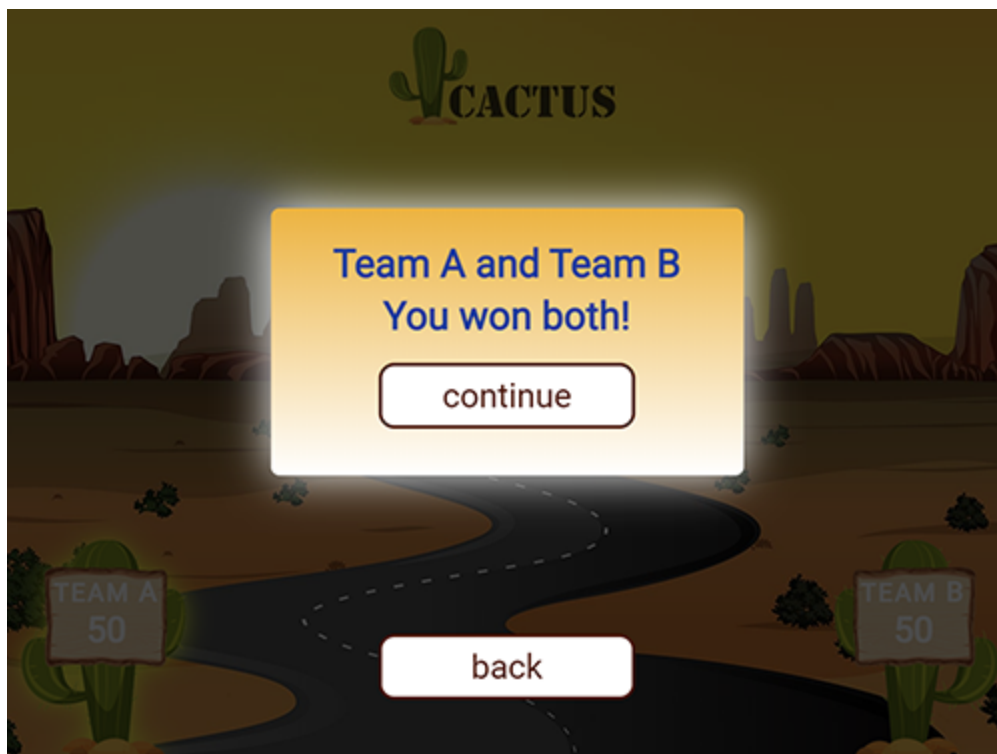 CACTUS
Team A and Team B
You won both!
continue
TEAM A
50
TEAM B
50
back